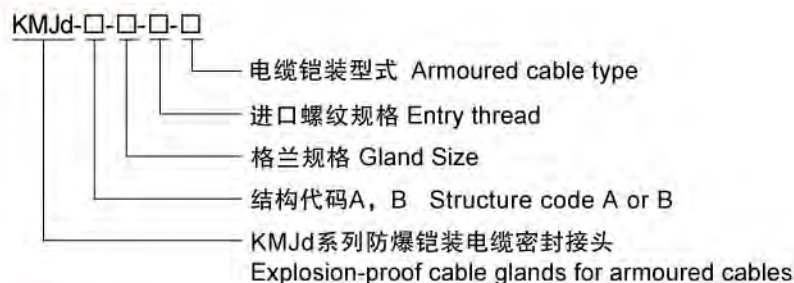 KMJd-□-□-□-□
电缆铠装型式 Armoured cable type
进口螺纹规格 Entry thread
格兰规格 Gland Size
结构代码A，B Structure code A or B
KMJd系列防爆铠装电缆密封接头
Explosion-proof cable glands for armoured cables